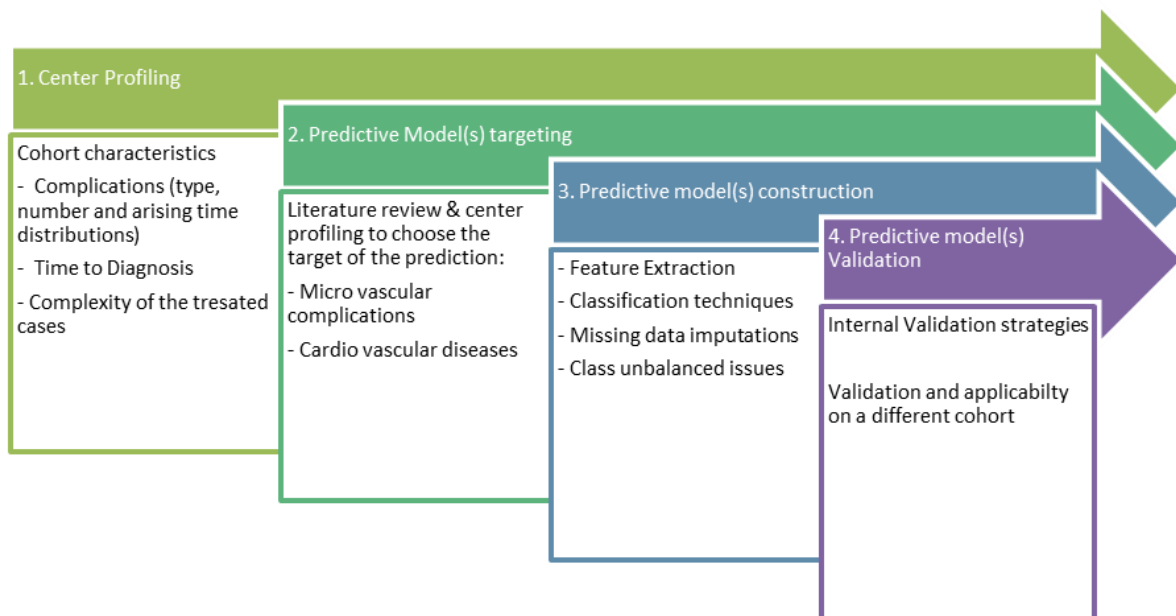 1. Center Profiling
Cohort characteristics
- Complications (type,
number and arising time
distributions)
- Time to Diagnosis
- Complexity of the tresated
cases
2. Predictive Model(s) targeting
Literature review & center
profiling to choose the
target of the prediction:
- Micro vascular
complications
- Cardio vascular diseases
3. Predictive model(s) construction
- Feature Extraction
- Classification techniques
- Missing data imputations
- Class unbalanced issues
4. Predictive model(s)
Validation
Internal Validation strategies
Validation and applicabilty
on a different cohort